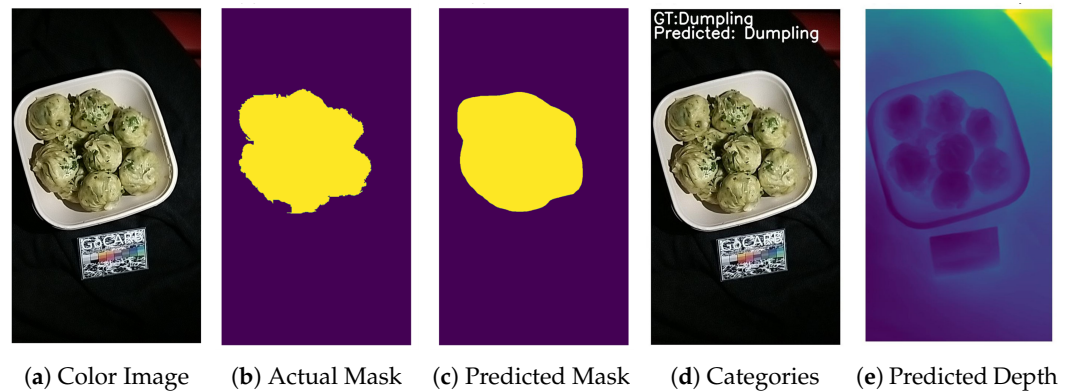 GT:Dumpling
Predicted: Dumpling
GoCARB
GoCARB
(a) Color Image
(b) Actual Mask
(c) Predicted Mask
(d) Categories
(e) Predicted Depth